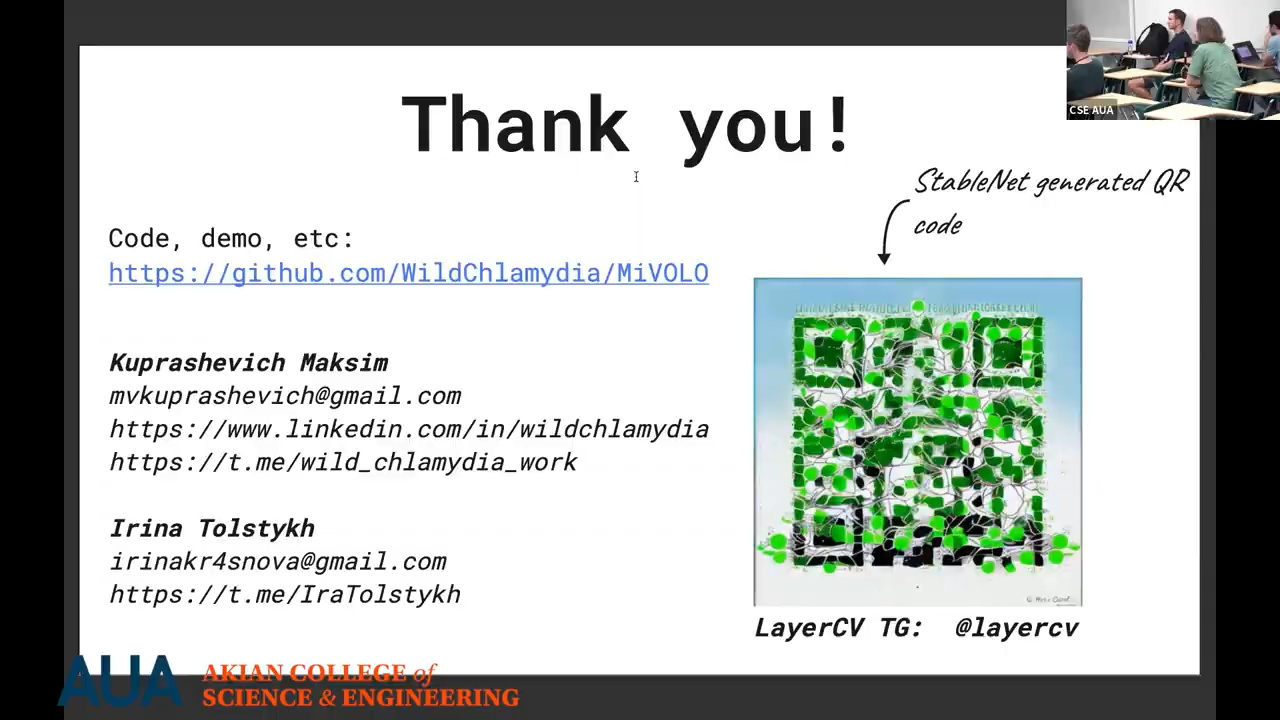 CSE AUA
Thank you!
StableNet generated QR
code
Code, demo, etc:
https://github.com/WildChlamydia/MiVOLO
Kuprashevich Maksim
mvkuprashevich@gmail.com
https://www.linkedin.com/in/wildchlamydia
https://t.me/wild_chlamydia_work
Irina Tolstykh
irinakr4snova@gmail.com
https://t.me/IraTolstykh
LayerCV TG: @layercv
AUA
AKIAN COLLEGE of
SCIENCE & ENGINEERING